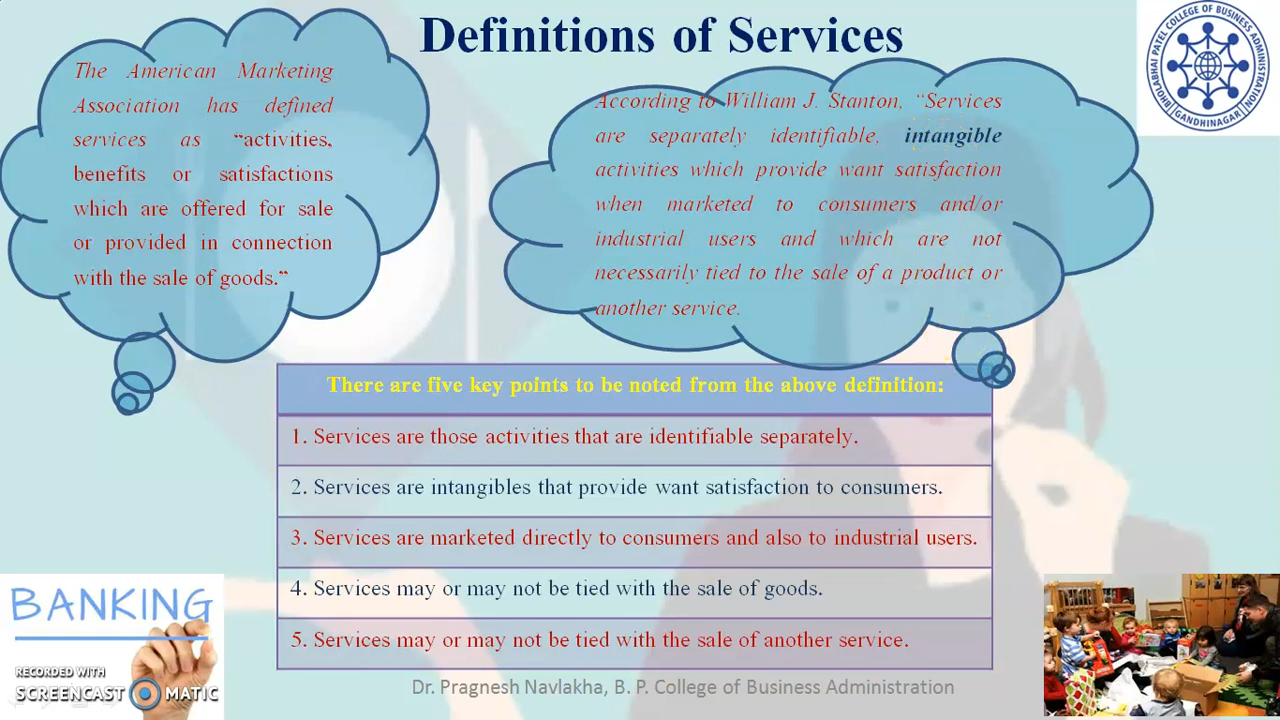 Definitions of Services
The American Marketing
Association has defined
services as “activities,
benefits or satisfactions
which are offered for sale
or provided in connection
with the sale of goods.”
According to William J. Stanton, “Services
are separately identifiable, intangible
activities which provide want satisfaction
when marketed to consumers and/or
industrial users and which are not
necessarily tied to the sale of a product or
another service.
BHOLABHAI PATEL COLLEGE OF BUSINESS ADMINISTRATION
GANDHINAGAR
There are five key points to be noted from the above definition:
1. Services are those activities that are identifiable separately.
2. Services are intangibles that provide want satisfaction to consumers.
3. Services are marketed directly to consumers and also to industrial users.
4. Services may or may not be tied with the sale of goods.
5. Services may or may not be tied with the sale of another service.
BANKING
RECORDED WITH
SCREENCAST MATIC
Dr. Pragnesh Navlakha, B. P. College of Business Administration